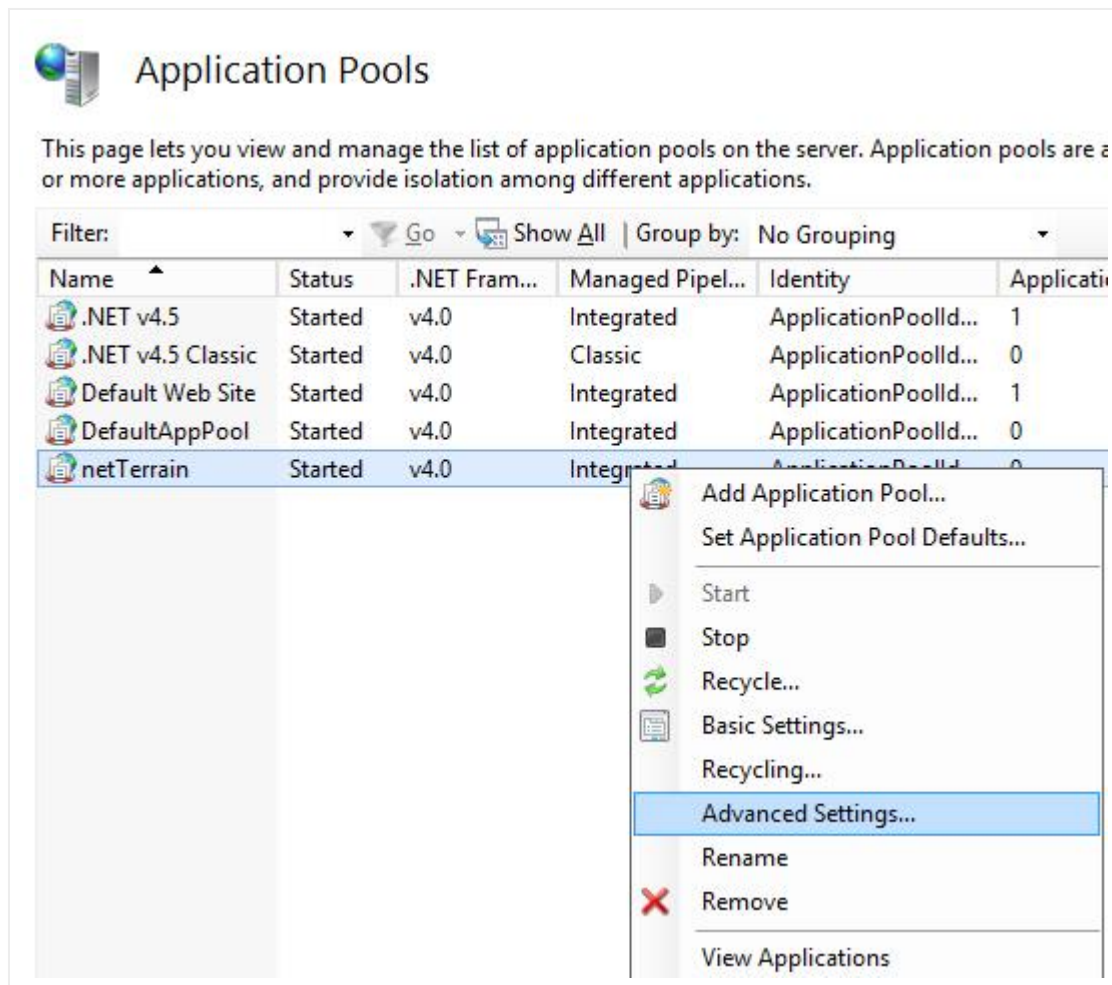 Application Pools
This page lets you view and manage the list of application pools on the server. Application pools are a
or more applications, and provide isolation among different applications.
Filter: Go Show All | Group by: No Grouping
Name Status .NET Fram... Managed Pipel... Identity Applicati
.NET v4.5 Started v4.0 Integrated ApplicationPoolId... 1
.NET v4.5 Classic Started v4.0 Classic ApplicationPoolId... 0
Default Web Site Started v4.0 Integrated ApplicationPoolId... 1
DefaultAppPool Started v4.0 Integrated ApplicationPoolId... 0
netTerrain Started v4.0 Integrated ApplicationPoolId... 0
Add Application Pool...
Set Application Pool Defaults...
Start
Stop
Recycle...
Basic Settings...
Recycling...
Advanced Settings...
Rename
Remove
View Applications